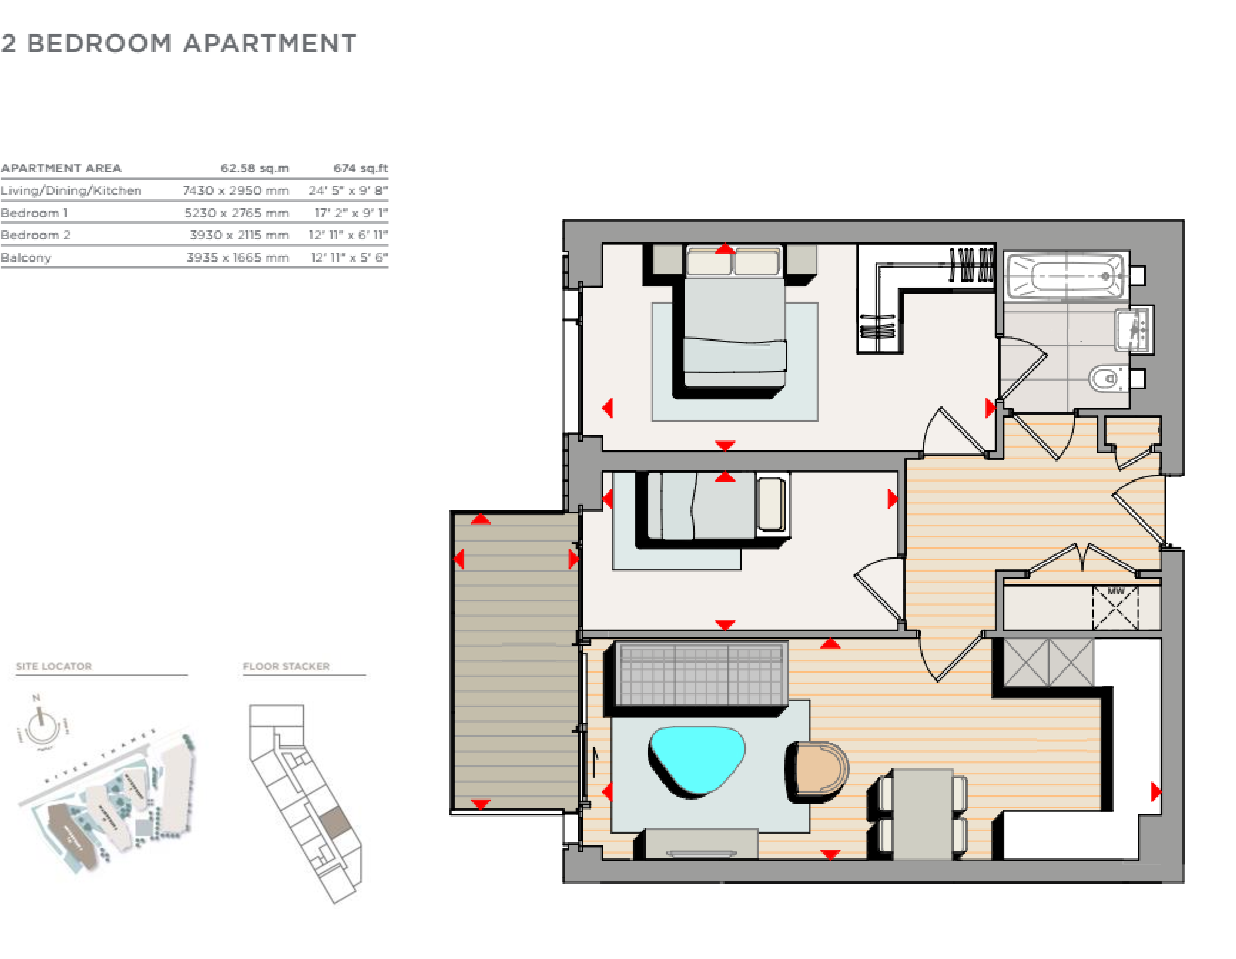 2 BEDROOM APARTMENT
APARTMENT AREA 62.58 sq.m 674 sq.ft
Living/Dining/Kitchen 7430 x 2950 mm 24' 5" x 9' 8"
Bedroom 1 5230 x 2765 mm 17' 2" x 9' 1"
Bedroom 2 3930 x 2115 mm 12' 11" x 6' 11"
Balcony 3935 x 1665 mm 12' 11" x 5' 6"
MW
SITE LOCATOR
FLOOR STACKER
N
RIVER THAMES